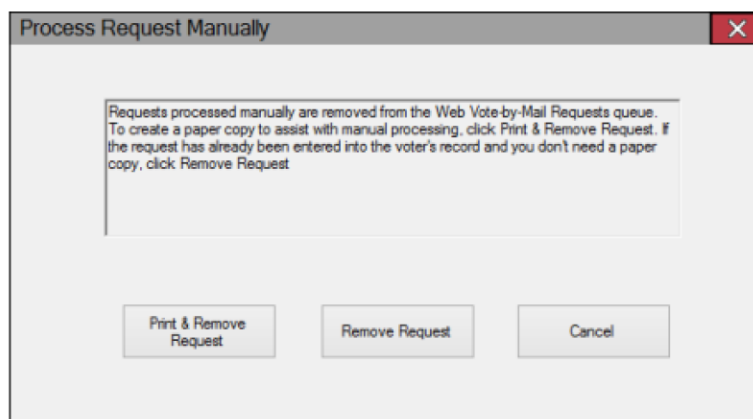 Process Request Manually
Requests processed manually are removed from the Web Vote-by-Mail Requests queue.
To create a paper copy to assist with manual processing, click Print & Remove Request. If
the request has already been entered into the voter's record and you don't need a paper
copy, click Remove Request
Print & Remove
Request
Remove Request
Cancel